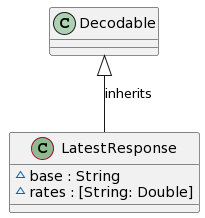 C Decodable
inherits
C LatestResponse
~ base : String
~ rates : [String: Double]